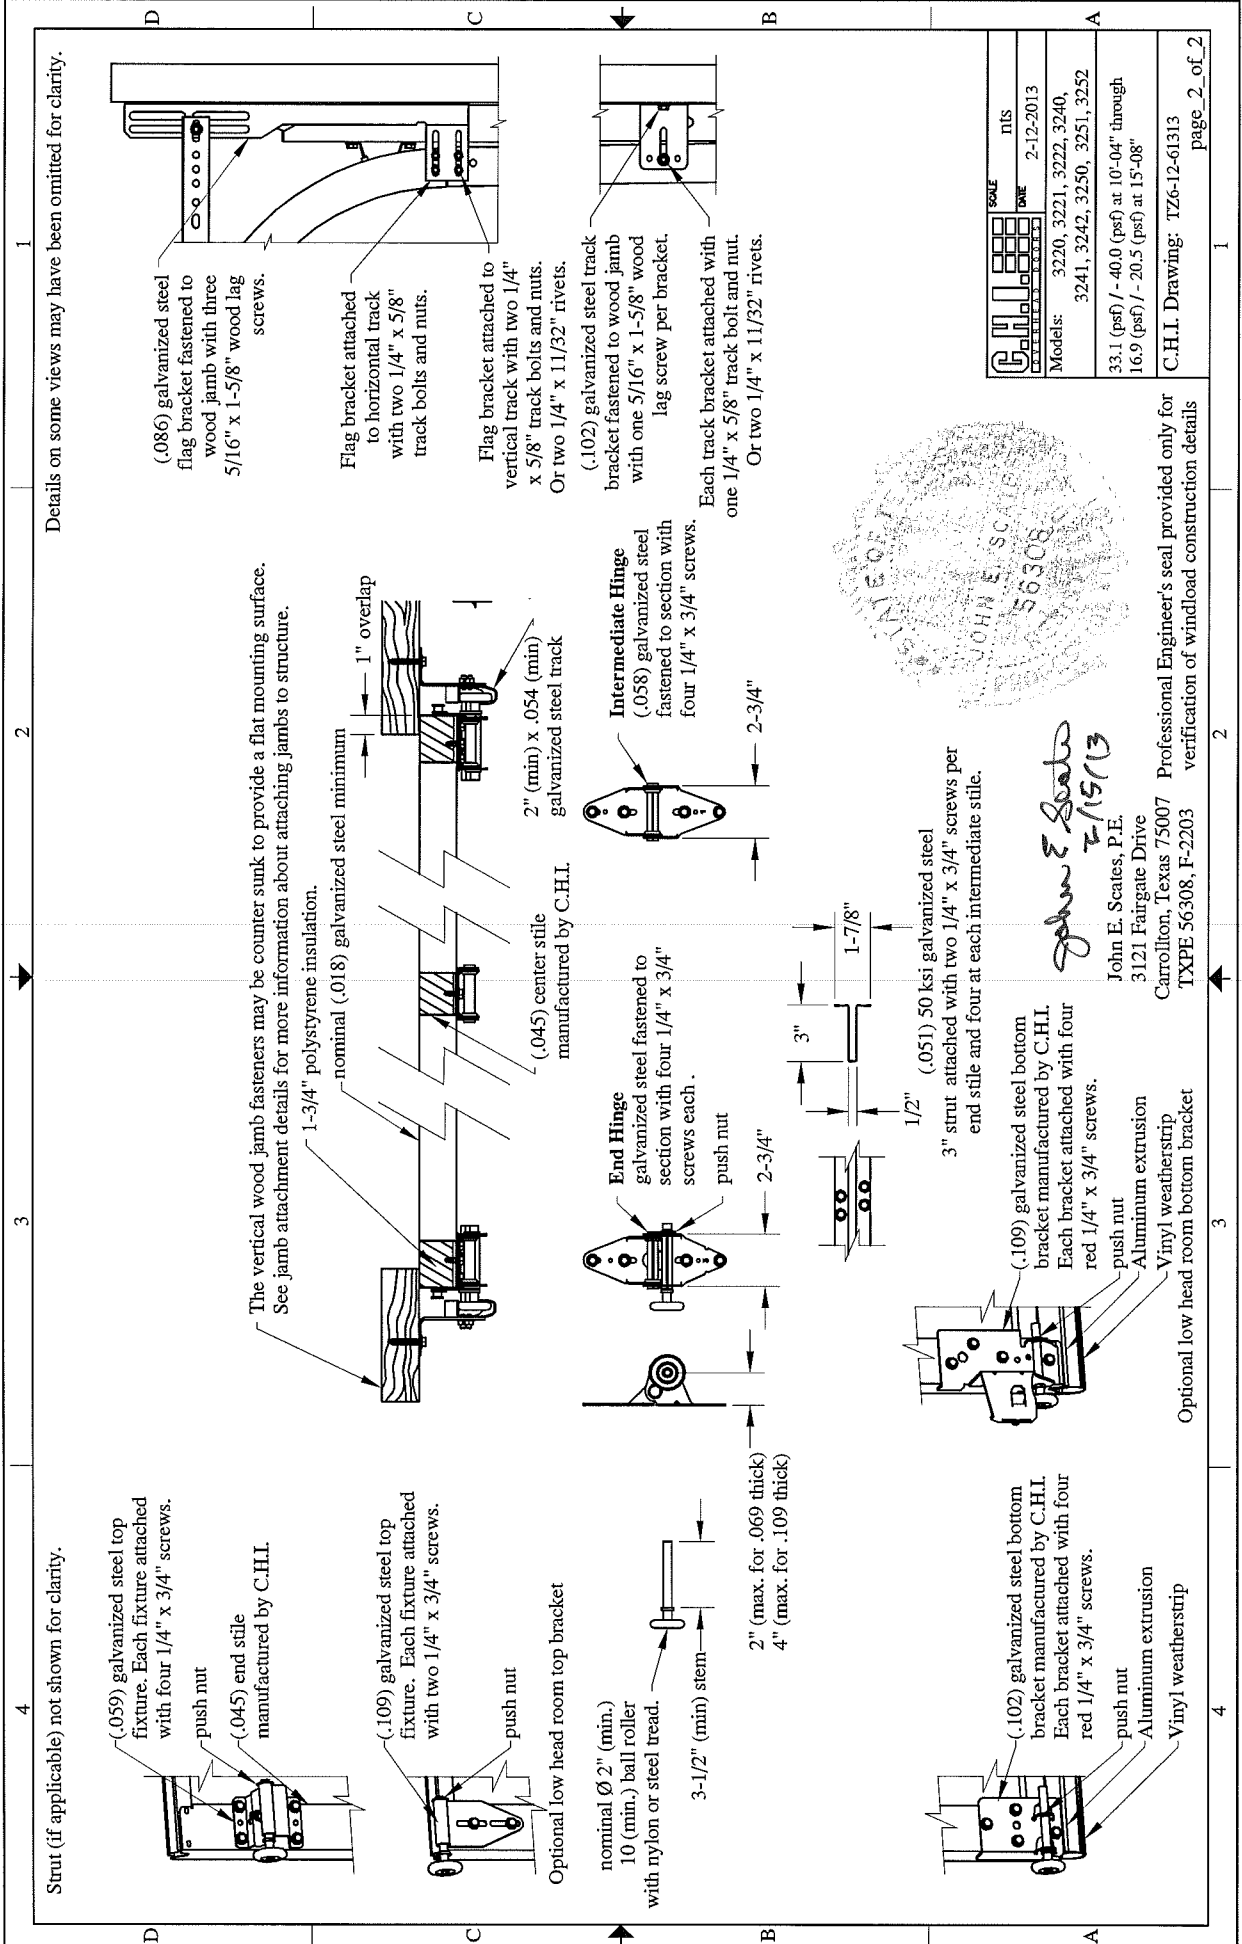 4
3
2
1
D
C
B
A
D
C
B
A
4
3
2
1
Strut (if applicable) not shown for clarity.
Details on some views may have been omitted for clarity.
(.059) galvanized steel top
fixture. Each fixture attached
with four 1/4" x 3/4" screws.
push nut
(.045) end stile
manufactured by C.H.I.
(.109) galvanized steel top
fixture. Each fixture attached
with two 1/4" x 3/4" screws.
push nut
Optional low head room top bracket
nominal Ø 2" (min.)
10 (min.) ball roller
with nylon or steel tread.
3-1/2" (min) stem
2" (max. for .069 thick)
4" (max. for .109 thick)
(.102) galvanized steel bottom
bracket manufactured by C.H.I.
Each bracket attached with four
red 1/4" x 3/4" screws.
push nut
Aluminum extrusion
Vinyl weatherstrip
The vertical wood jamb fasteners may be counter sunk to provide a flat mounting surface.
See jamb attachment details for more information about attaching jambs to structure.
1-3/4" polystyrene insulation.
nominal (.018) galvanized steel minimum
1" overlap
(.045) center stile
manufactured by C.H.I.
2" (min) x .054 (min)
galvanized steel track
End Hinge
galvanized steel fastened to
section with four 1/4" x 3/4"
screws each .
push nut
2-3/4"
Intermediate Hinge
(.058) galvanized steel
fastened to section with
four 1/4" x 3/4" screws.
2-3/4"
3"
1-7/8"
1/2"
(.051) 50 ksi galvanized steel
3" strut attached with two 1/4" x 3/4" screws per
end stile and four at each intermediate stile.
(.109) galvanized steel bottom
bracket manufactured by C.H.I.
Each bracket attached with four
red 1/4" x 3/4" screws.
push nut
Aluminum extrusion
Vinyl weatherstrip
Optional low head room bottom bracket
(.086) galvanized steel
flag bracket fastened to
wood jamb with three
5/16" x 1-5/8" wood lag
screws.
Flag bracket attached
to horizontal track
with two 1/4" x 5/8"
track bolts and nuts.
Flag bracket attached to
vertical track with two 1/4"
x 5/8" track bolts and nuts.
Or two 1/4" x 11/32" rivets.
(.102) galvanized steel track
bracket fastened to wood jamb
with one 5/16" x 1-5/8" wood
lag screw per bracket.
Each track bracket attached with
one 1/4" x 5/8" track bolt and nut.
Or two 1/4" x 11/32" rivets.
John E Scates
2/15/13
John E. Scates, P.E.
3121 Fairgate Drive
Carrollton, Texas 75007
TXPE 56308, F-2203
STATE OF
JOHN E. SCATES
56308
Professional Engineer's seal provided only for
verification of windload construction details
C.H.I.
OVERHEAD DOORS
SCALE
nts
DATE
2-12-2013
Models: 3220, 3221, 3222, 3240,
3241, 3242, 3250, 3251, 3252
33.1 (psf) / - 40.0 (psf) at 10'-04" through
16.9 (psf) / - 20.5 (psf) at 15'-08"
C.H.I. Drawing: TZ6-12-61313
page_2_of_2